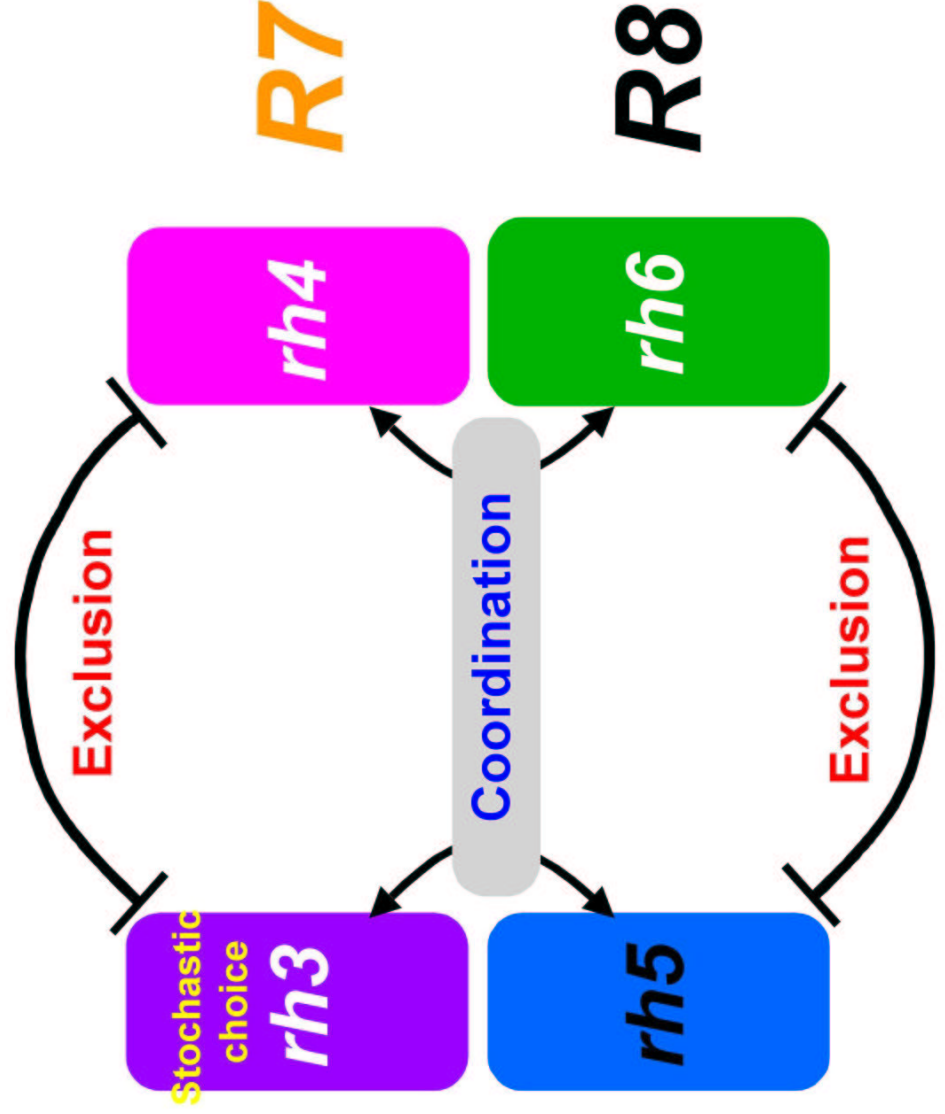 Exclusion
Stochastic
choice
rh3
rh4
R7
Coordination
rh5
rh6
R8
Exclusion